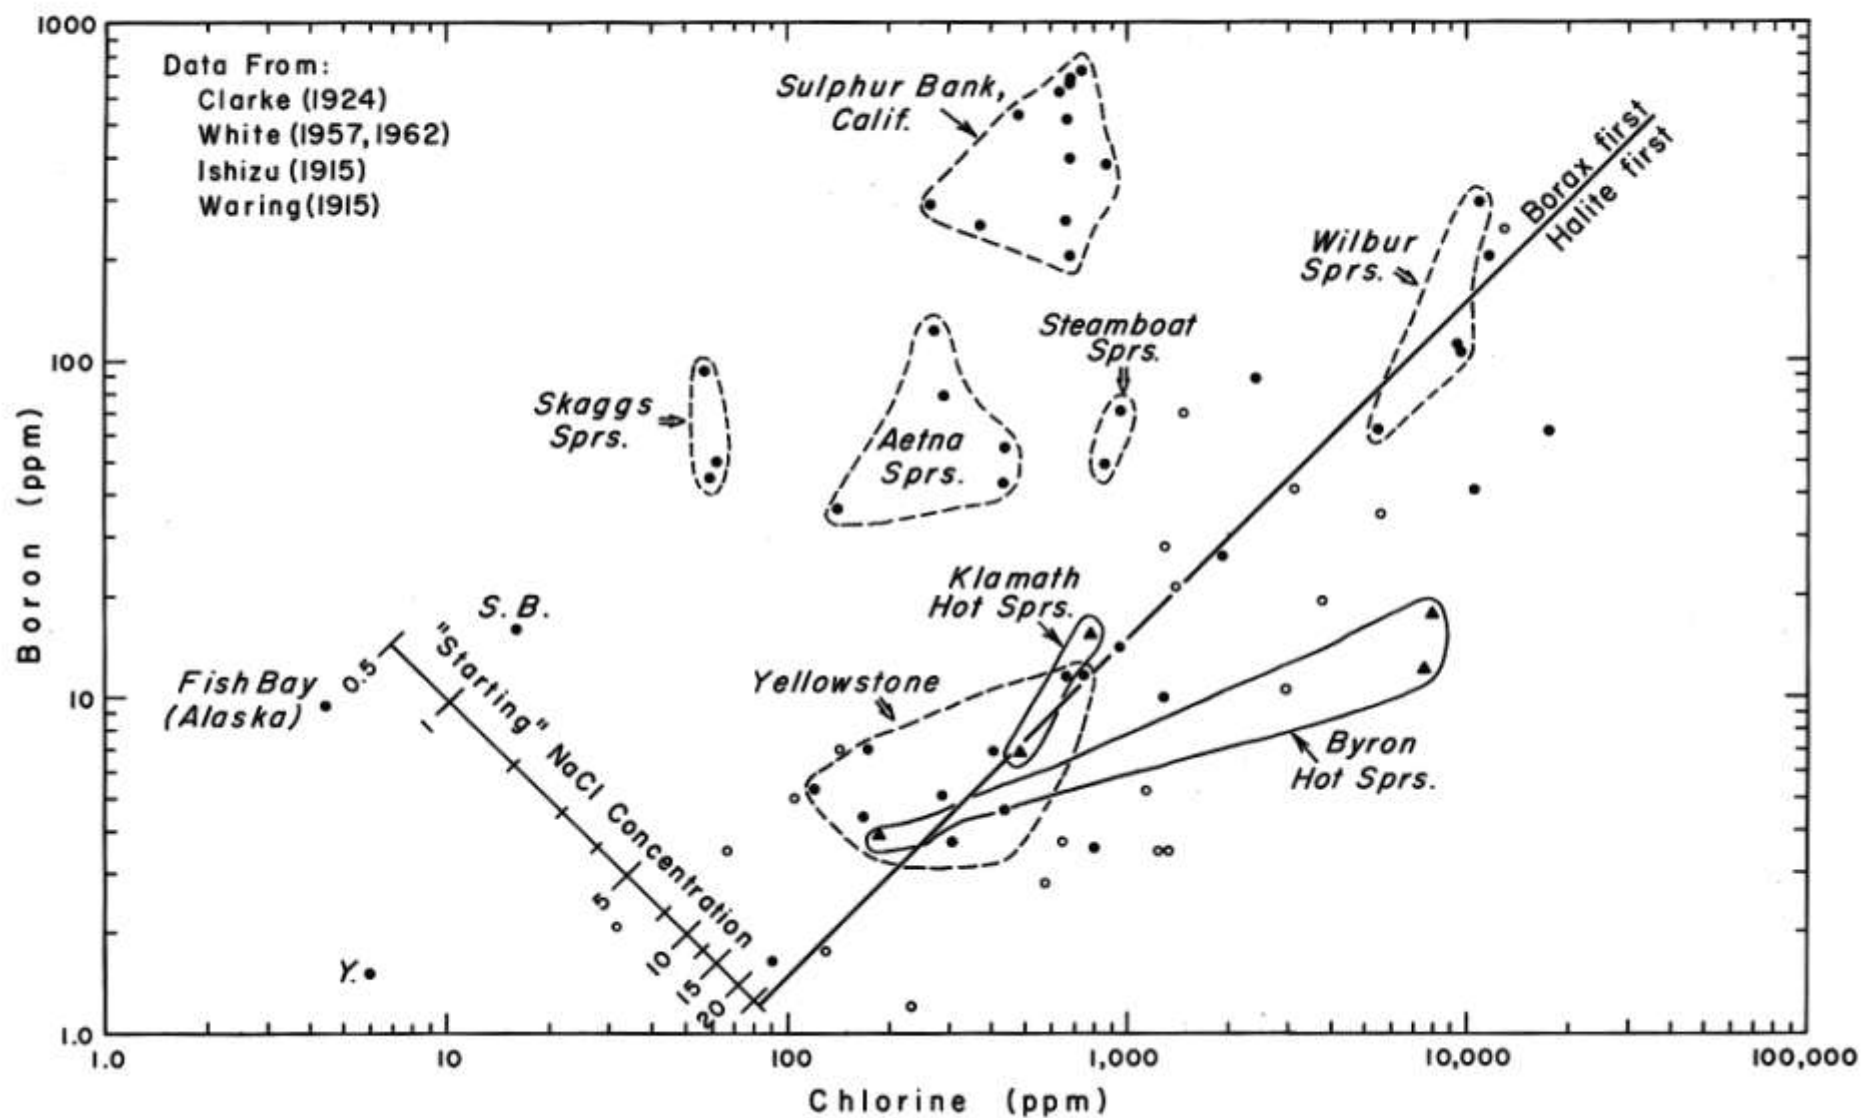 1000
Data From:
Clarke (1924)
White (1957, 1962)
Ishizu (1915)
Waring (1915)
Sulphur Bank,
Calif.
Borax first
Halite first
Wilbur
Sprs.
Steamboat
Sprs.
100
Skaggs
Sprs.
Aetna
Sprs.
Boron (ppm)
Klamath
Hot Sprs.
S. B.
"Starting" NaCl Concentration
0.5
1
5
10
15
20
Fish Bay
(Alaska)
Yellowstone
10
Byron
Hot Sprs.
Y.
1.0
1.0
10
100
1,000
10,000
100,000
Chlorine (ppm)